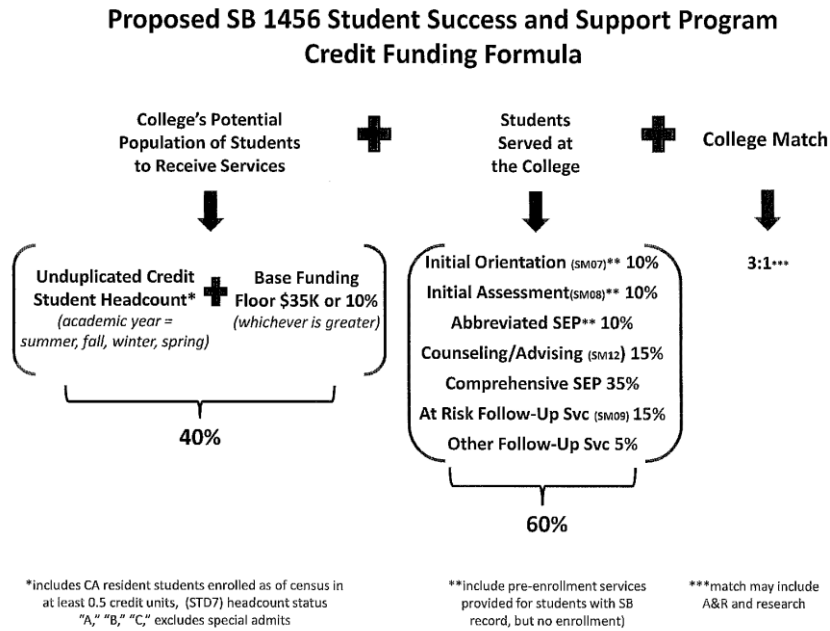 Proposed SB 1456 Student Success and Support Program
Credit Funding Formula
College's Potential
Population of Students
to Receive Services
Students
Served at
the College
College Match
Unduplicated Credit
Student Headcount*
(academic year =
summer, fall, winter, spring)
Base Funding
Floor $35K or 10%
(whichever is greater)
40%
Initial Orientation (SM07)** 10%
Initial Assessment(SM08)** 10%
Abbreviated SEP** 10%
Counseling/Advising (SM12) 15%
Comprehensive SEP 35%
At Risk Follow-Up Svc (SM09) 15%
Other Follow-Up Svc 5%
60%
3:1***
*includes CA resident students enrolled as of census in
at least 0.5 credit units, (STD7) headcount status
"A," "B," "C," excludes special admits
**include pre-enrollment services
provided for students with SB
record, but no enrollment)
***match may include
A&R and research